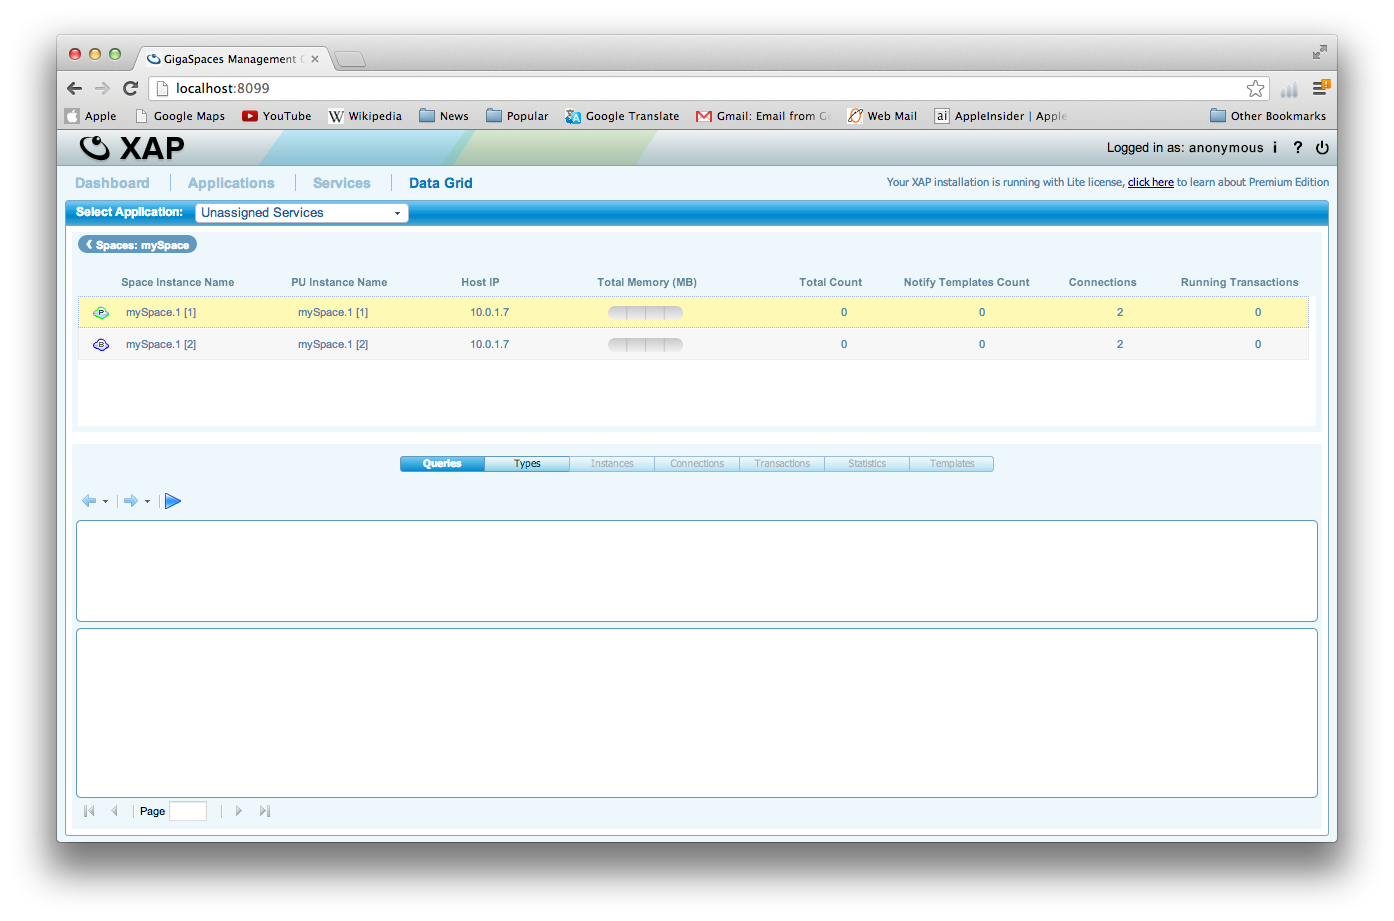 GigaSpaces Management
localhost:8099
Apple Google Maps YouTube Wikipedia News Popular Google Translate Gmail: Email from Web Mail AppleInsider | Apple Other Bookmarks
XAP
Logged in as: anonymous i ?
Dashboard Applications Services Data Grid
Your XAP installation is running with Lite license, click here to learn about Premium Edition
Select Application: Unassigned Services
Spaces: mySpace
Space Instance Name PU Instance Name Host IP Total Memory (MB) Total Count Notify Templates Count Connections Running Transactions
P mySpace.1 [1] mySpace.1 [1] 10.0.1.7 0 0 2 0
B mySpace.1 [2] mySpace.1 [2] 10.0.1.7 0 0 2 0
Queries Types Instances Connections Transactions Statistics Templates
Page